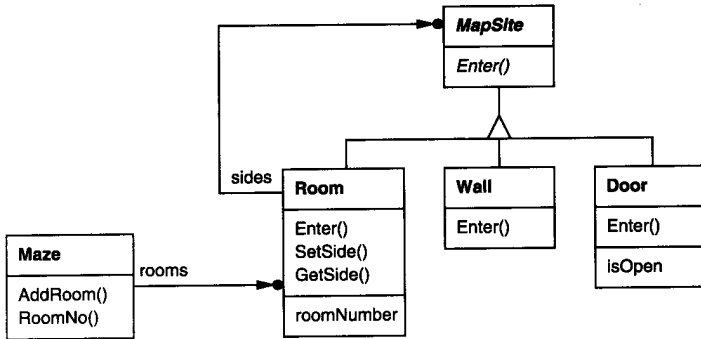 MapSite
Enter()
sides
Room
Enter()
SetSide()
GetSide()
roomNumber
Wall
Enter()
Door
Enter()
isOpen
Maze
AddRoom()
RoomNo()
rooms